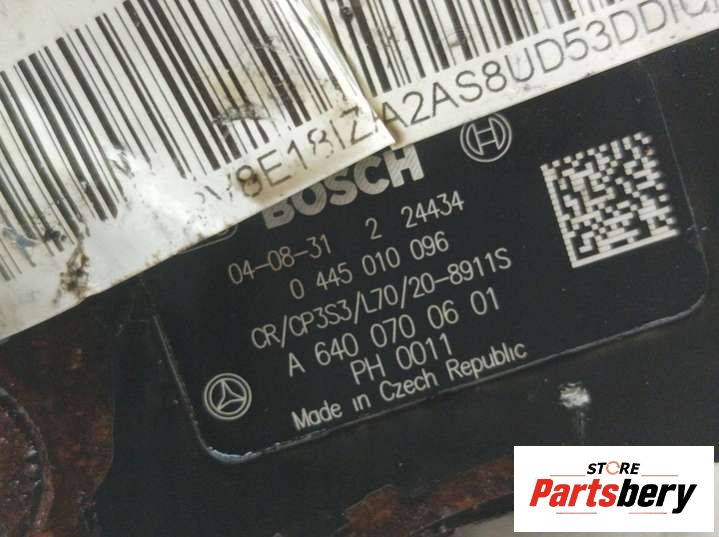 8E18IZA2AS8UD53DDIC
BOSCH
04-08-31 2 24434
0 445 010 096
CR/CP3S3/L70/20-8911S
A 640 070 06 01
PH 0011
Made in Czech Republic
STORE
Partsbery